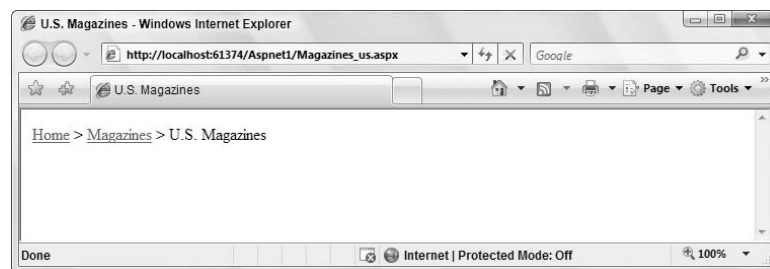 U.S. Magazines - Windows Internet Explorer
http://localhost:61374/Aspnet1/Magazines_us.aspx
Google
U.S. Magazines
Page
Tools
Home > Magazines > U.S. Magazines
Done
Internet | Protected Mode: Off
100%